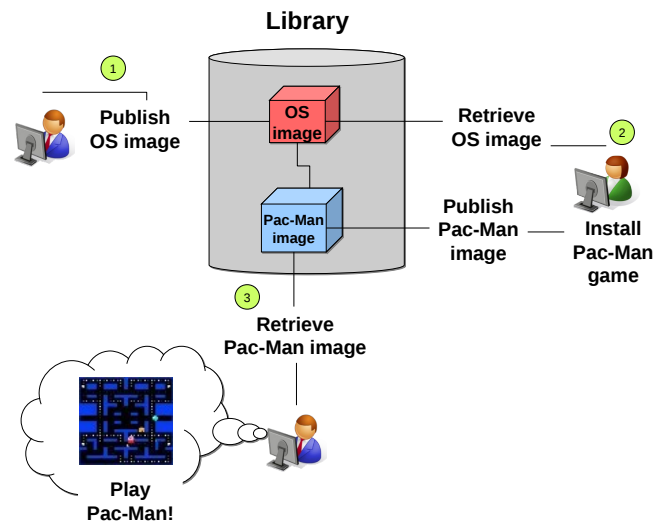 Library
1
Publish
OS image
OS
image
Retrieve
OS image
2
Pac-Man
image
Publish
Pac-Man
image
Install
Pac-Man
game
3
Retrieve
Pac-Man image
Play
Pac-Man!